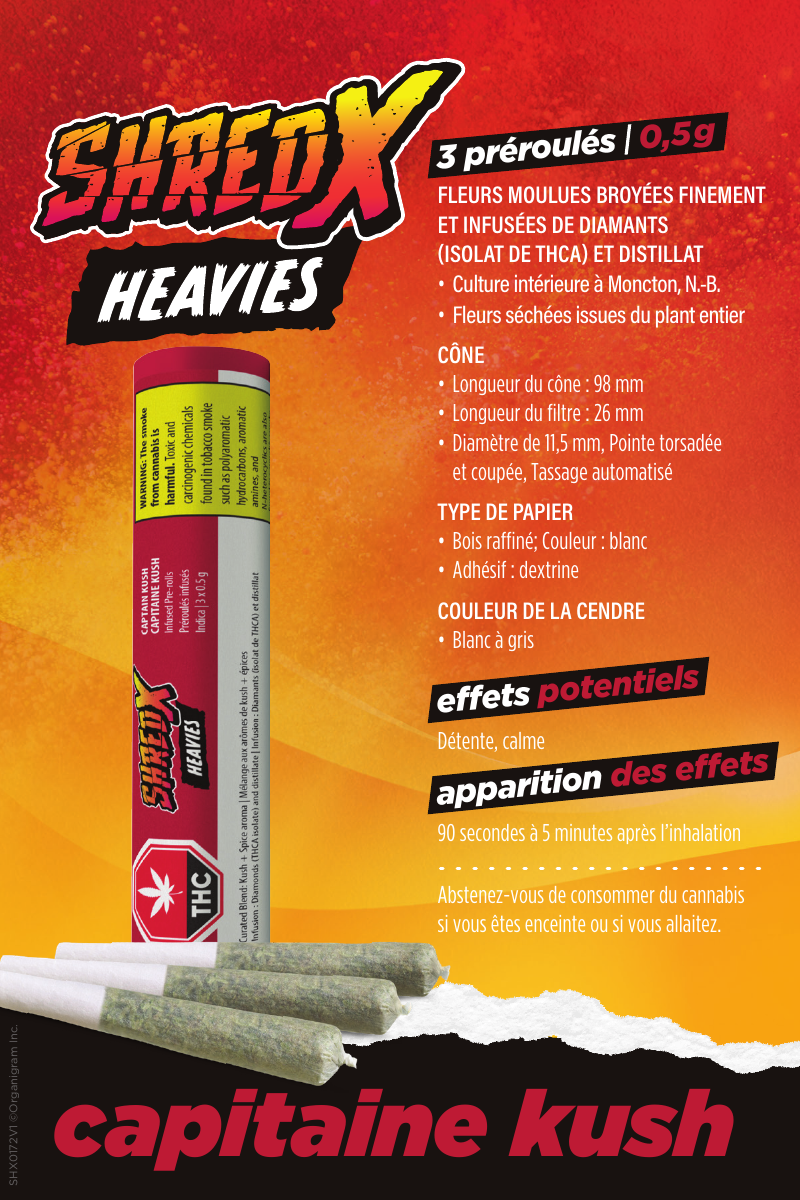 SHREDX
HEAVIES
3 préroulés | 0,5g
FLEURS MOULUES BROYÉES FINEMENT
ET INFUSÉES DE DIAMANTS
(ISOLAT DE THCA) ET DISTILLAT
• Culture intérieure à Moncton, N.-B.
• Fleurs séchées issues du plant entier
CÔNE
• Longueur du cône : 98 mm
• Longueur du filtre : 26 mm
• Diamètre de 11,5 mm, Pointe torsadée
et coupée, Tassage automatisé
TYPE DE PAPIER
• Bois raffiné; Couleur : blanc
• Adhésif : dextrine
COULEUR DE LA CENDRE
• Blanc à gris
effets potentiels
Détente, calme
apparition des effets
90 secondes à 5 minutes après l'inhalation
Abstenez-vous de consommer du cannabis
si vous êtes enceinte ou si vous allaitez.
WARNING: The smoke
from cannabis is
harmful. Toxic and
carcinogenic chemicals
found in tobacco smoke
such as polyaromatic
hydrocarbons, aromatic
amines, and
N-heterocyclics are also
CAPTAIN KUSH
CAPITAINE KUSH
Infused Pre-rolls
Préroulés infusés
Indica | 3 x 0.5 g
SHREDX
HEAVIES
THC
Curated Blend: Kush + Spice aroma | Mélange aux arômes de kush + épices
Infusion : Diamonds (THCA isolate) and distillate | Infusion : Diamants (isolat de THCA) et distillat
capitaine kush
SHX0172V1 ©Organigram Inc.